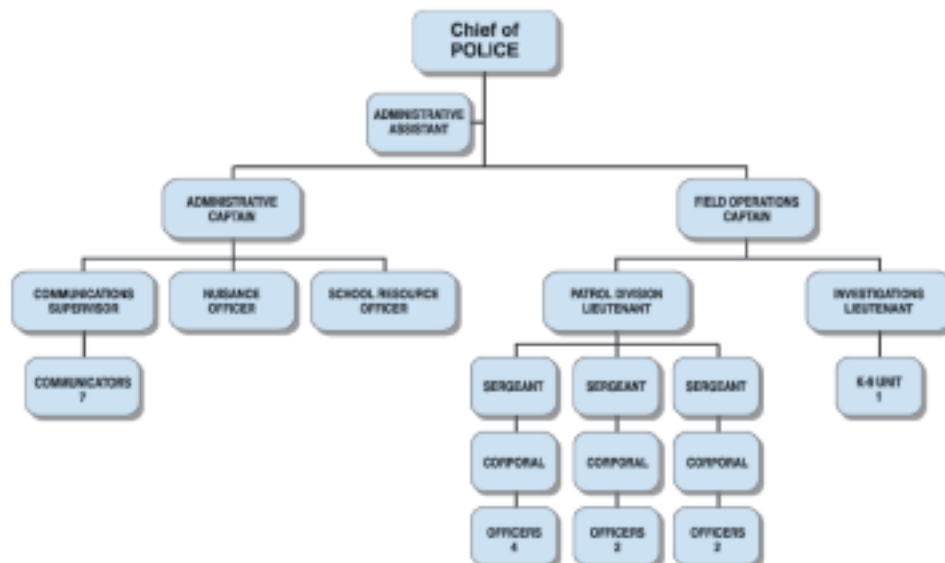 Chief of
POLICE
ADMINISTRATIVE
ASSISTANT
ADMINISTRATIVE
CAPTAIN
FIELD OPERATIONS
CAPTAIN
COMMUNICATIONS
SUPERVISOR
NUISANCE
OFFICER
SCHOOL RESOURCE
OFFICER
PATROL DIVISION
LIEUTENANT
INVESTIGATIONS
LIEUTENANT
COMMUNICATORS
7
SERGEANT
SERGEANT
SERGEANT
K-9 UNIT
1
CORPORAL
CORPORAL
CORPORAL
OFFICERS
4
OFFICERS
OFFICERS